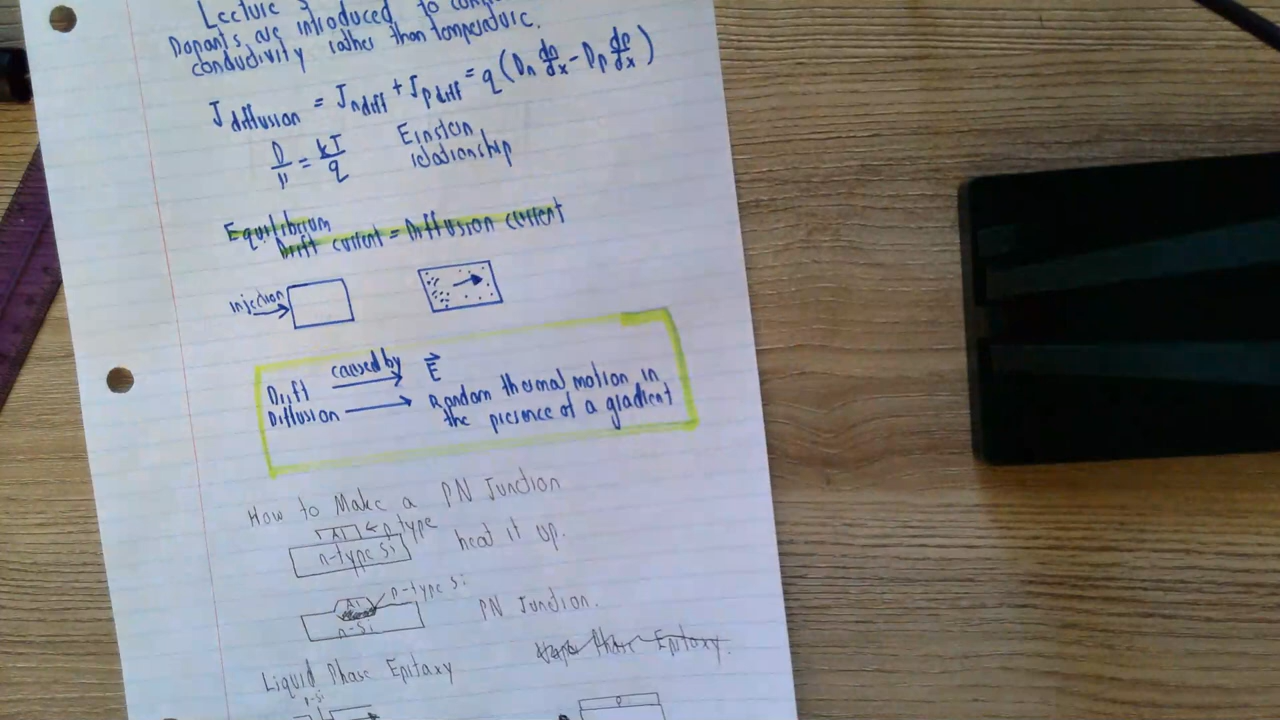 Lecture
Dopants are introduced to
conductivity rather than temperature.
J diffusion = Jn diff + Jp diff = q (Dn dn/dx - Dp dp/dx)
D/μ = kT/q Einstein
relationship
Equilibrium
Drift current = Diffusion current
injection
Drift caused by E
Diffusion Random thermal motion in
the presence of a gradient
How to Make a PN Junction
Al p type
n-type Si heat it up.
p-type Si
Al
n-Si PN Junction.
Phase Epitaxy.
Liquid Phase Epitaxy